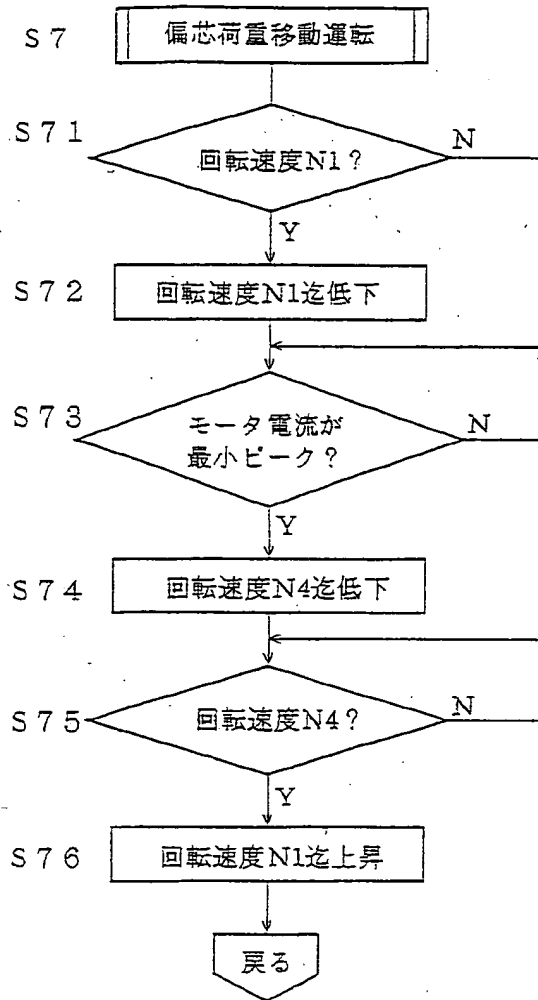 S7
偏芯荷重移動運転
S71
回転速度N1?
N
Y
S72
回転速度N1迄低下
S73
モータ電流が
最小ピーク?
N
Y
S74
回転速度N4迄低下
S75
回転速度N4?
N
Y
S76
回転速度N1迄上昇
戻る